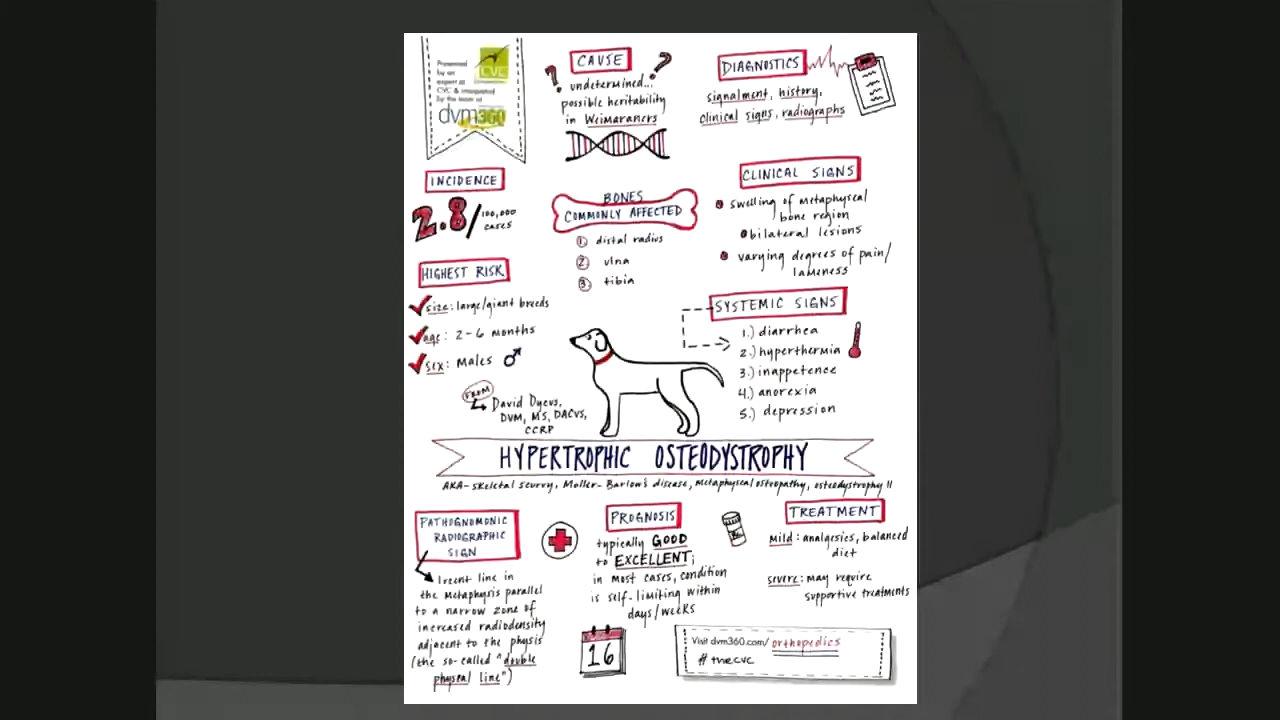 Presented
by an
expert at
CVC & interpreted
by the team at
dvm360
CVC
CAUSE
undetermined...
possible heritability
in Weimaraners
DIAGNOSTICS
signalment, history,
clinical signs, radiographs
INCIDENCE
2.8/100,000
cases
BONES
COMMONLY AFFECTED
1. distal radius
2. ulna
3. tibia
CLINICAL SIGNS
swelling of metaphyseal
bone region
bilateral lesions
varying degrees of pain/
lameness
HIGHEST RISK
size: large/giant breeds
age: 2-6 months
sex: males ♂
SYSTEMIC SIGNS
1.) diarrhea
2.) hyperthermia
3.) inappetence
4.) anorexia
5.) depression
FROM
David Dycus,
DVM, MS, DACVS,
CCRP
HYPERTROPHIC OSTEODYSTROPHY
AKA- skeletal scurvy, Moller-Barlow's disease, metaphyseal osteopathy, osteodystrophy II
PATHOGNOMONIC
RADIOGRAPHIC
SIGN
lucent line in
the metaphysis parallel
to a narrow zone of
increased radiodensity
adjacent to the physis
(the so-called "double
physeal line")
PROGNOSIS
typically GOOD
to EXCELLENT;
in most cases, condition
is self-limiting within
days/weeks
16
TREATMENT
mild: analgesics, balanced
diet
severe: may require
supportive treatments
Visit dvm360.com/orthopedics
#thecvc